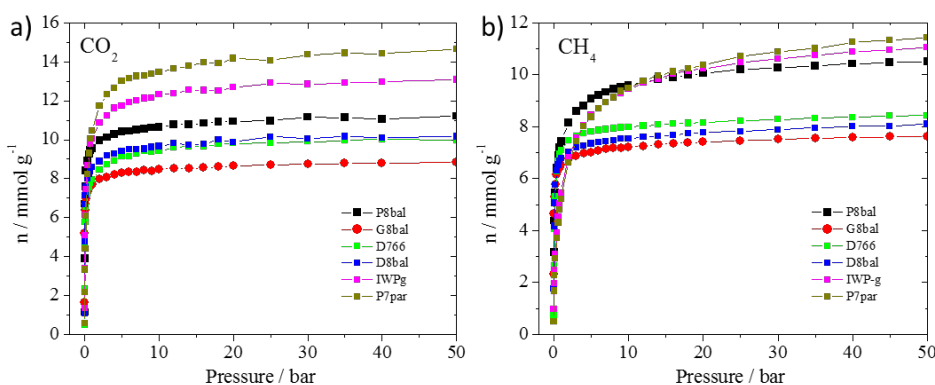 a)
CO2
n / mmol g-1
16
14
12
10
8
6
4
2
0
P8bal
G8bal
D766
D8bal
IWPg
P7par
0 10 20 30 40 50
Pressure / bar
b)
CH4
n / mmol g-1
12
10
8
6
4
2
0
P8bal
G8bal
D766
D8bal
IWP-g
P7par
0 10 20 30 40 50
Pressure / bar